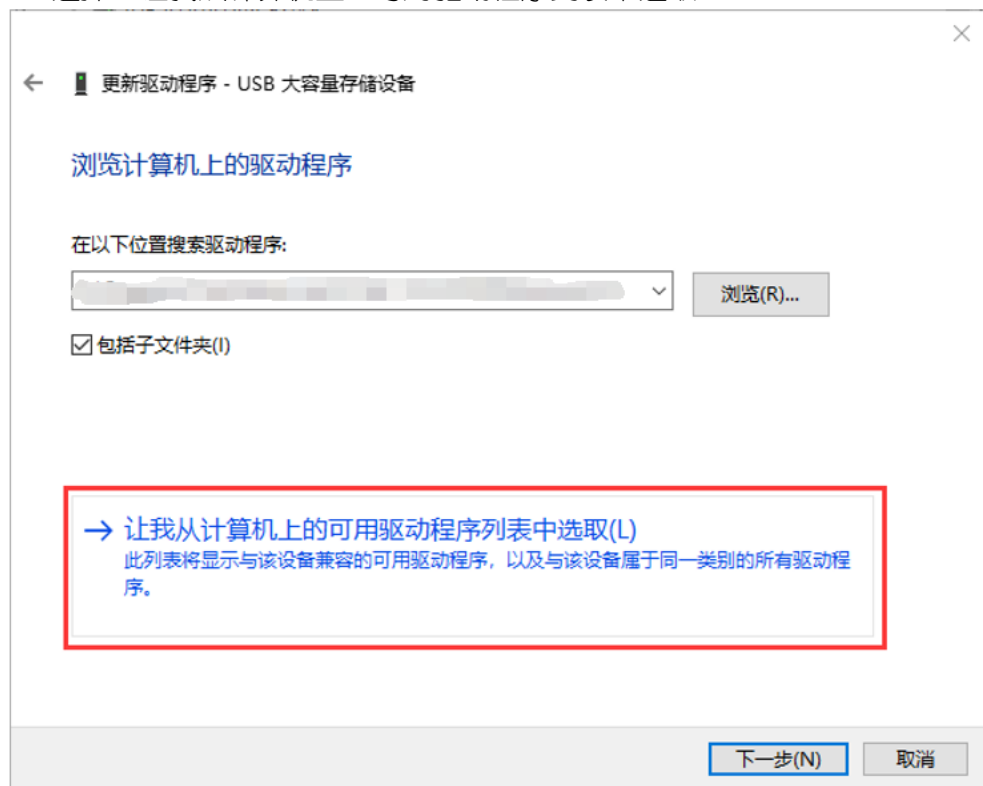 更新驱动程序 - USB 大容量存储设备
浏览计算机上的驱动程序
在以下位置搜索驱动程序:
浏览(R)...
包括子文件夹(I)
让我从计算机上的可用驱动程序列表中选取(L)
此列表将显示与该设备兼容的可用驱动程序，以及与该设备属于同一类别的所有驱动程
序。
下一步(N)
取消